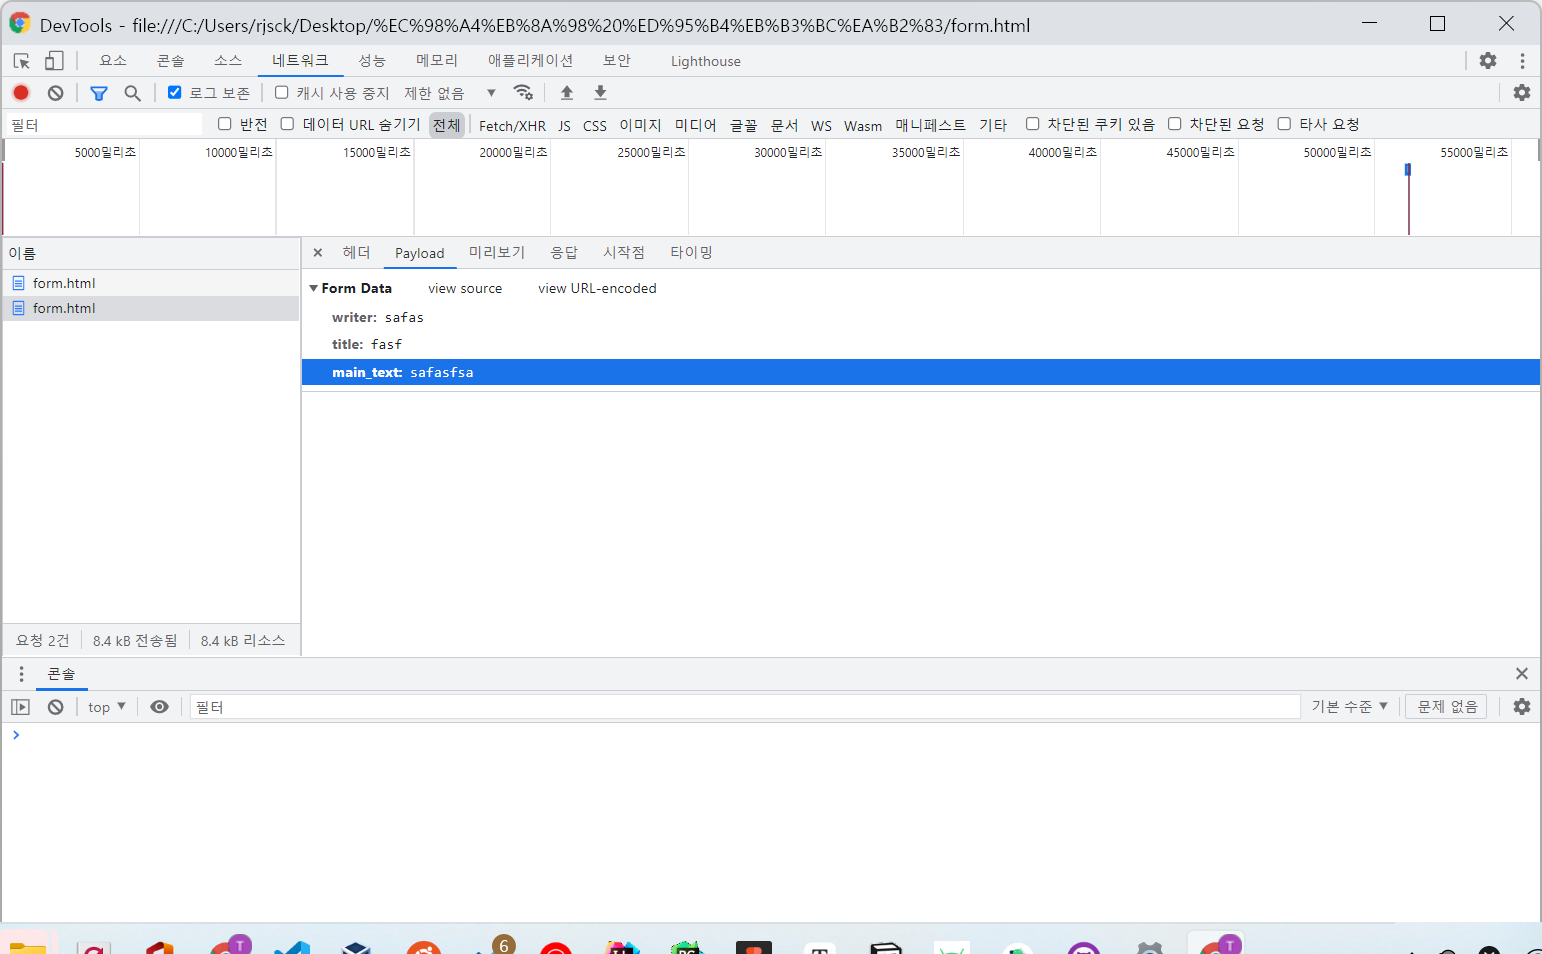 DevTools - file:///C:/Users/rjsck/Desktop/%EC%98%A4%EB%8A%98%20%ED%95%B4%EB%B3%BC%EA%B2%83/form.html
요소 콘솔 소스 네트워크 성능 메모리 애플리케이션 보안 Lighthouse
로그 보존 캐시 사용 중지 제한 없음
필터 반전 데이터 URL 숨기기 전체 Fetch/XHR JS CSS 이미지 미디어 글꼴 문서 WS Wasm 매니페스트 기타 차단된 쿠키 있음 차단된 요청 타사 요청
5000밀리초 10000밀리초 15000밀리초 20000밀리초 25000밀리초 30000밀리초 35000밀리초 40000밀리초 45000밀리초 50000밀리초 55000밀리초
이름
헤더 Payload 미리보기 응답 시작점 타이밍
form.html
form.html
Form Data view source view URL-encoded
writer: safas
title: fasf
main_text: safasfsa
요청 2건 8.4 kB 전송됨 8.4 kB 리소스
콘솔
top 필터 기본 수준 문제 없음
T 6 T